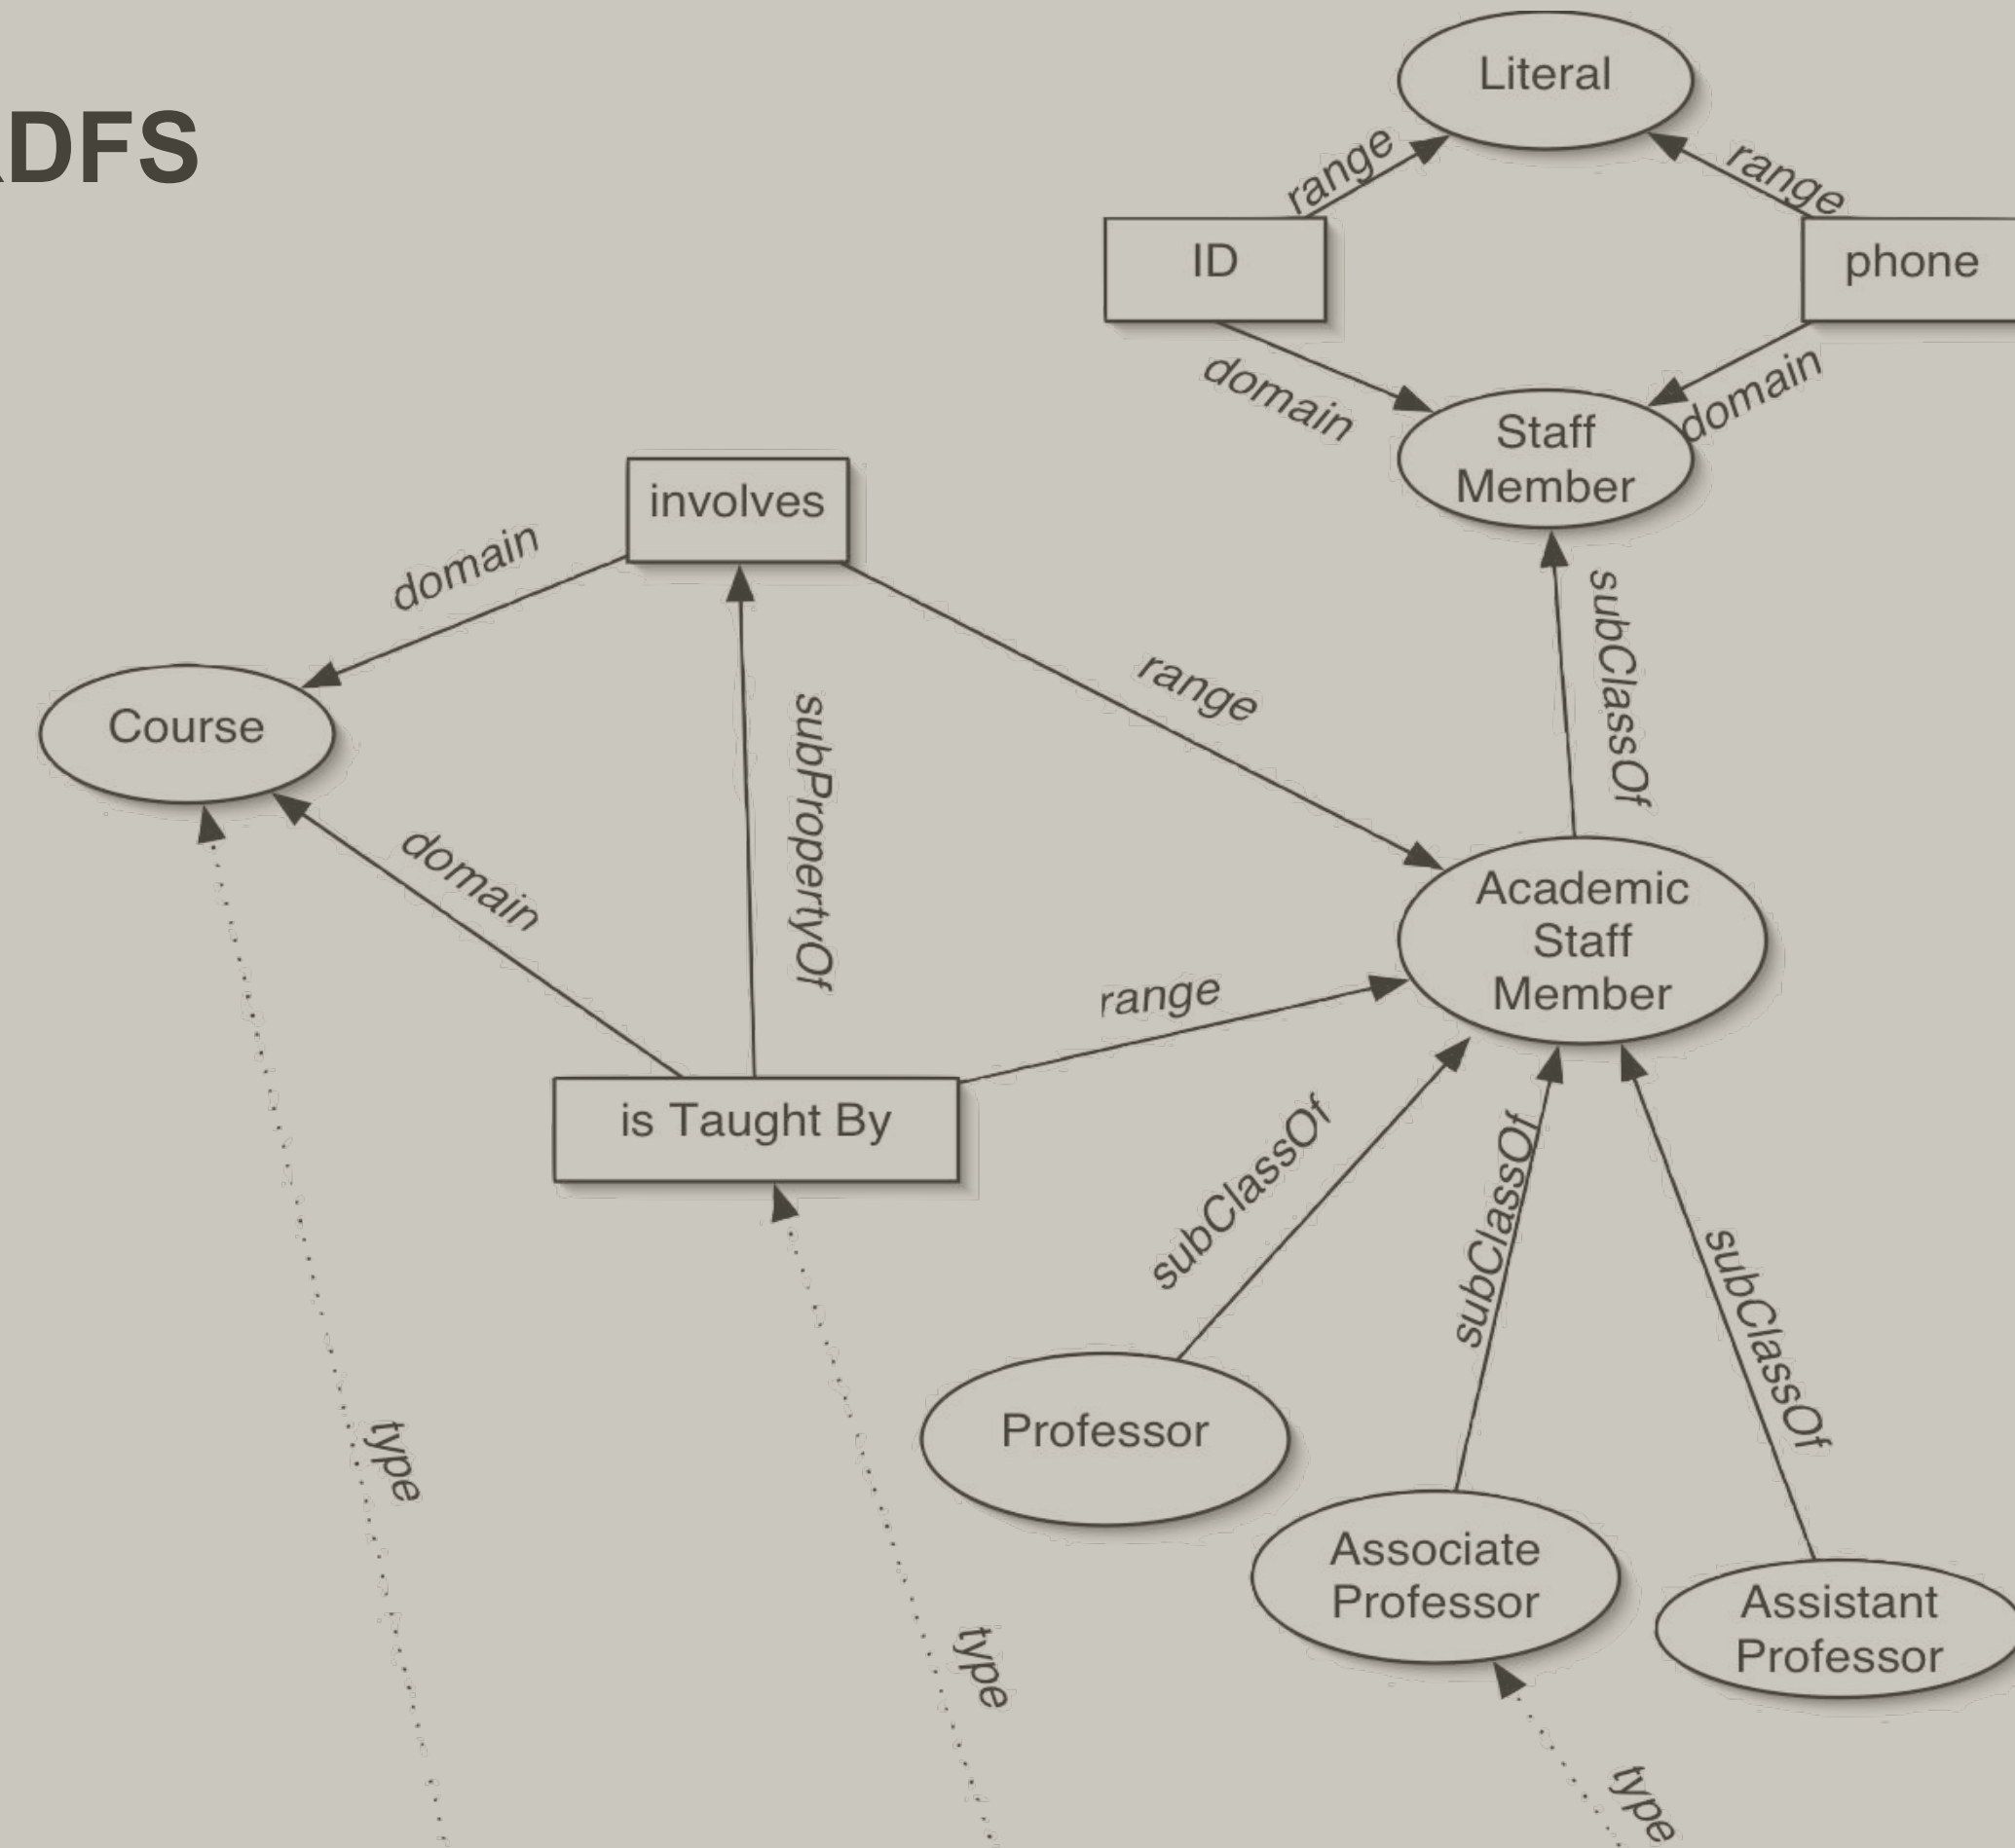 DFS
Literal
range
range
ID
phone
domain
domain
Staff
Member
involves
domain
subClassOf
range
Course
subPropertyOf
domain
Academic
Staff
Member
range
is Taught By
subClassOf
subClassOf
subClassOf
Professor
type
Associate
Professor
Assistant
Professor
type
type